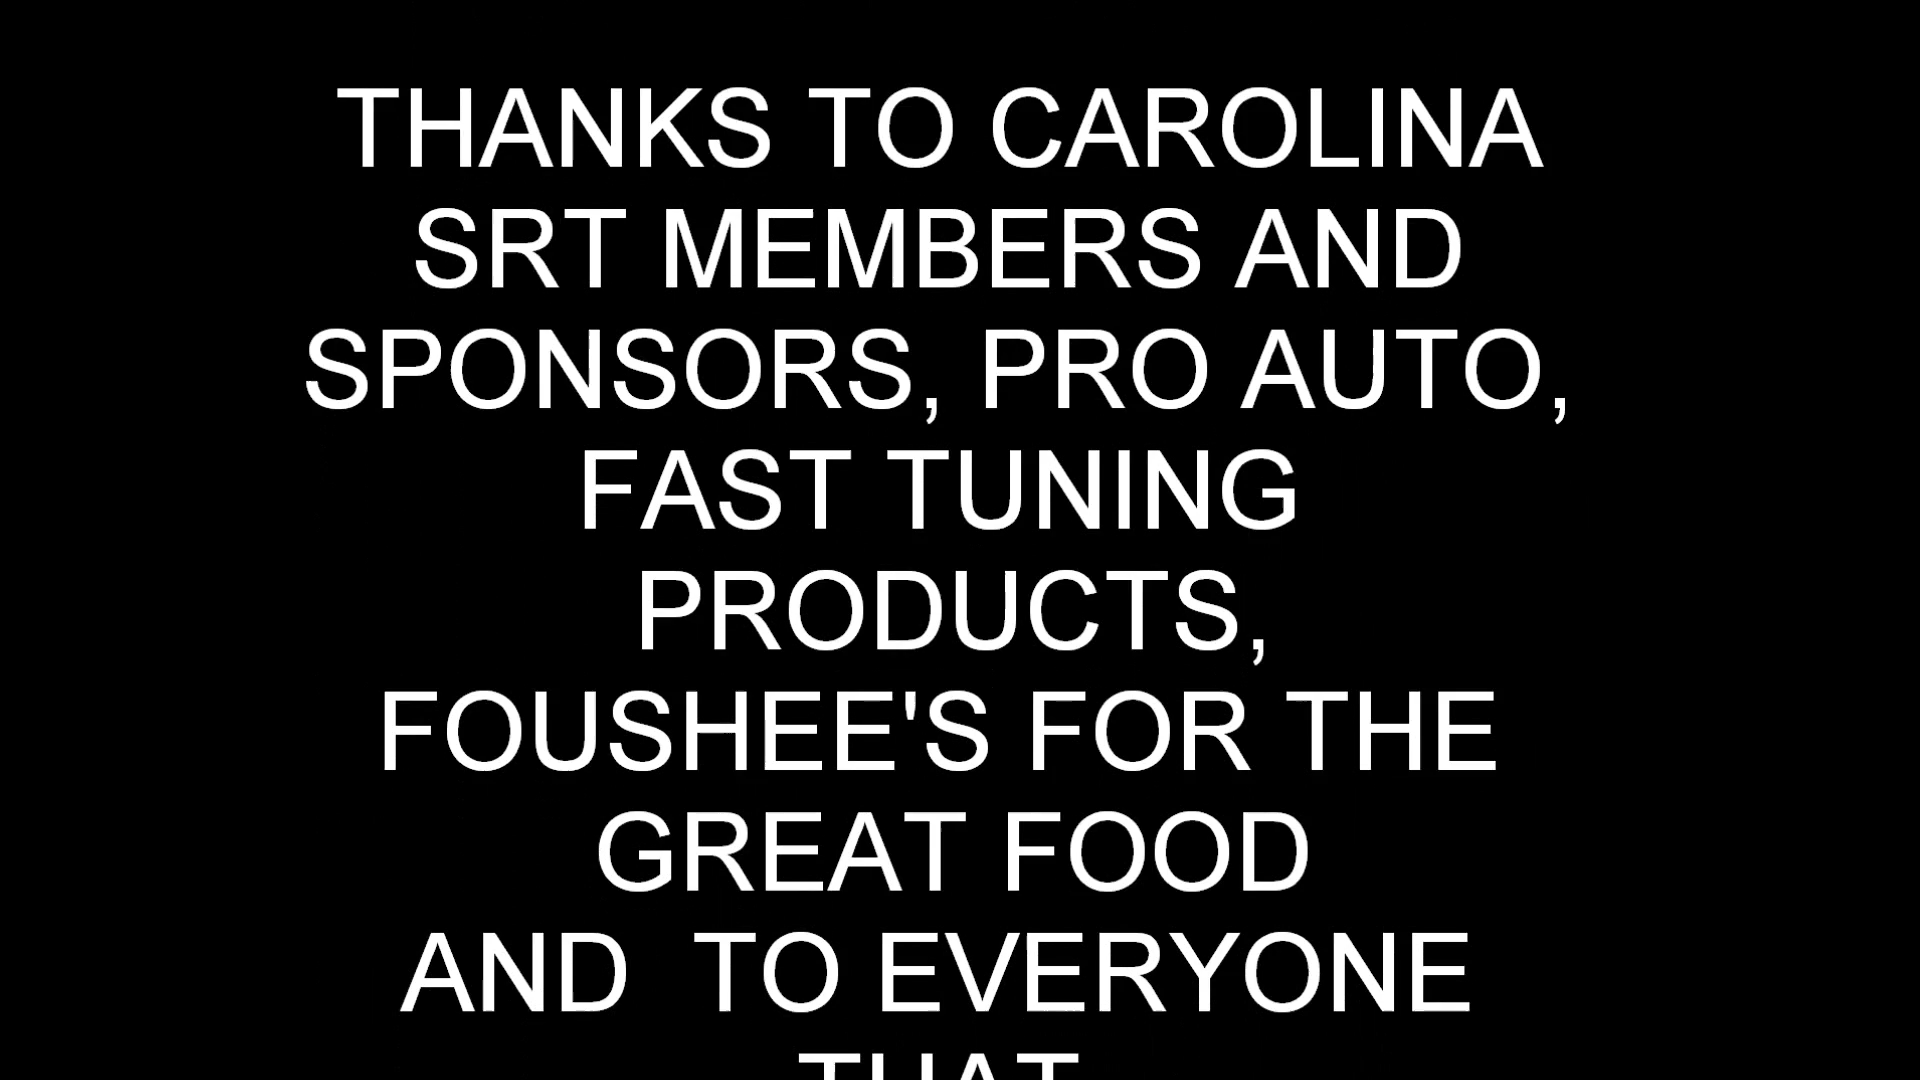 THANKS TO CAROLINA
SRT MEMBERS AND
SPONSORS, PRO AUTO,
FAST TUNING
PRODUCTS,
FOUSHEE'S FOR THE
GREAT FOOD
AND  TO EVERYONE
THAT